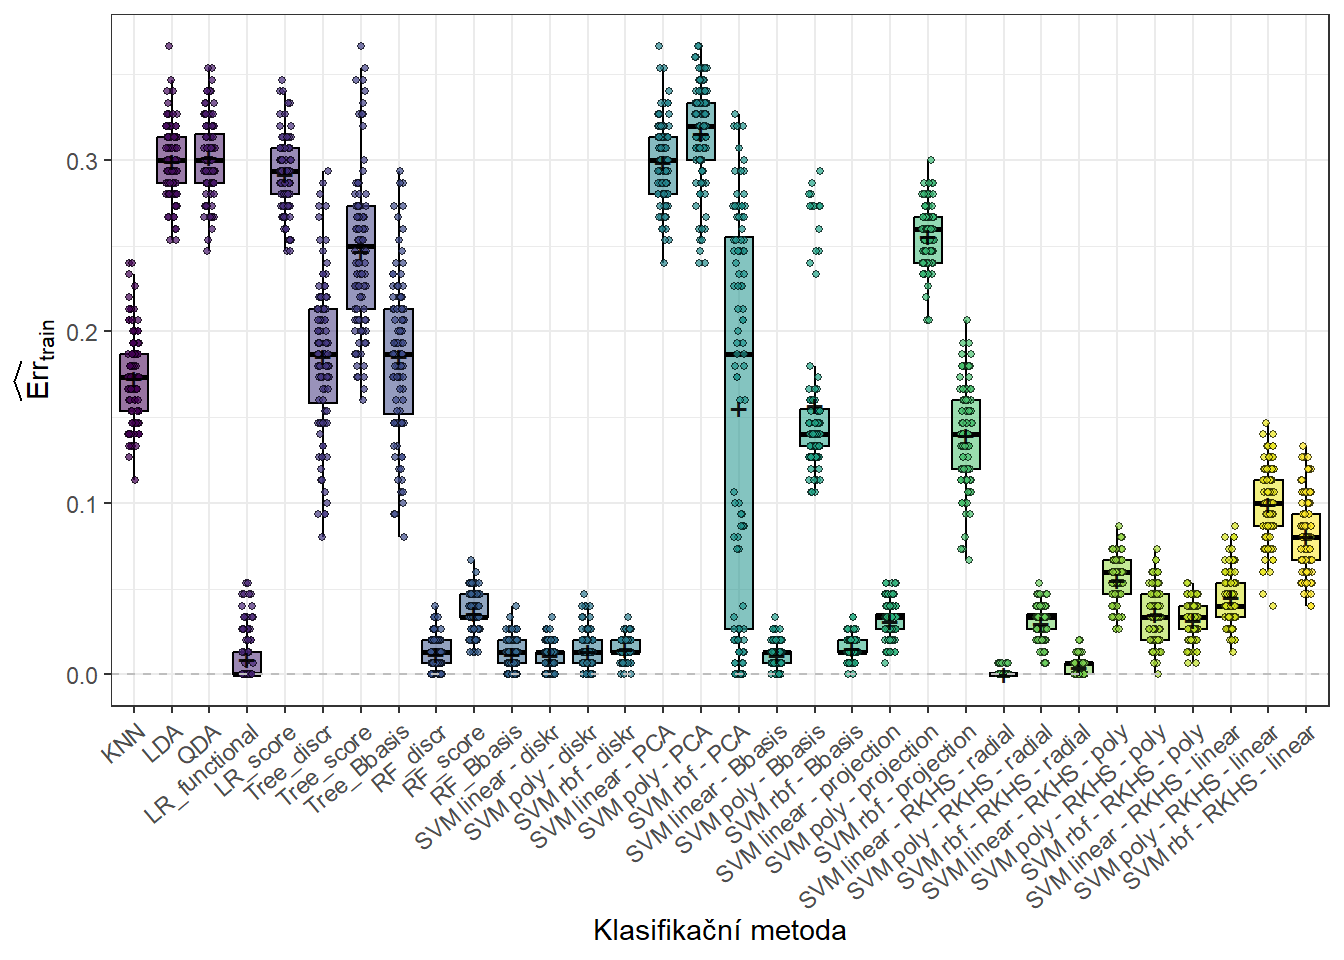 0.3
0.2
0.1
0.0
Êrr_train
KNN
LDA
QDA
LR_functional
LR_score
Tree_discr
Tree_score
Tree_Bbasis
RF_discr
RF_score
RF_Bbasis
SVM linear - diskr
SVM poly - diskr
SVM rbf - diskr
SVM linear - PCA
SVM poly - PCA
SVM rbf - PCA
SVM linear - Bbasis
SVM poly - Bbasis
SVM rbf - Bbasis
SVM linear - projection
SVM poly - projection
SVM rbf - projection
SVM linear - RKHS - radial
SVM poly - RKHS - radial
SVM rbf - RKHS - radial
SVM linear - RKHS - poly
SVM poly - RKHS - poly
SVM rbf - RKHS - poly
SVM linear - RKHS - linear
SVM poly - RKHS - linear
SVM rbf - RKHS - linear
Klasifikační metoda